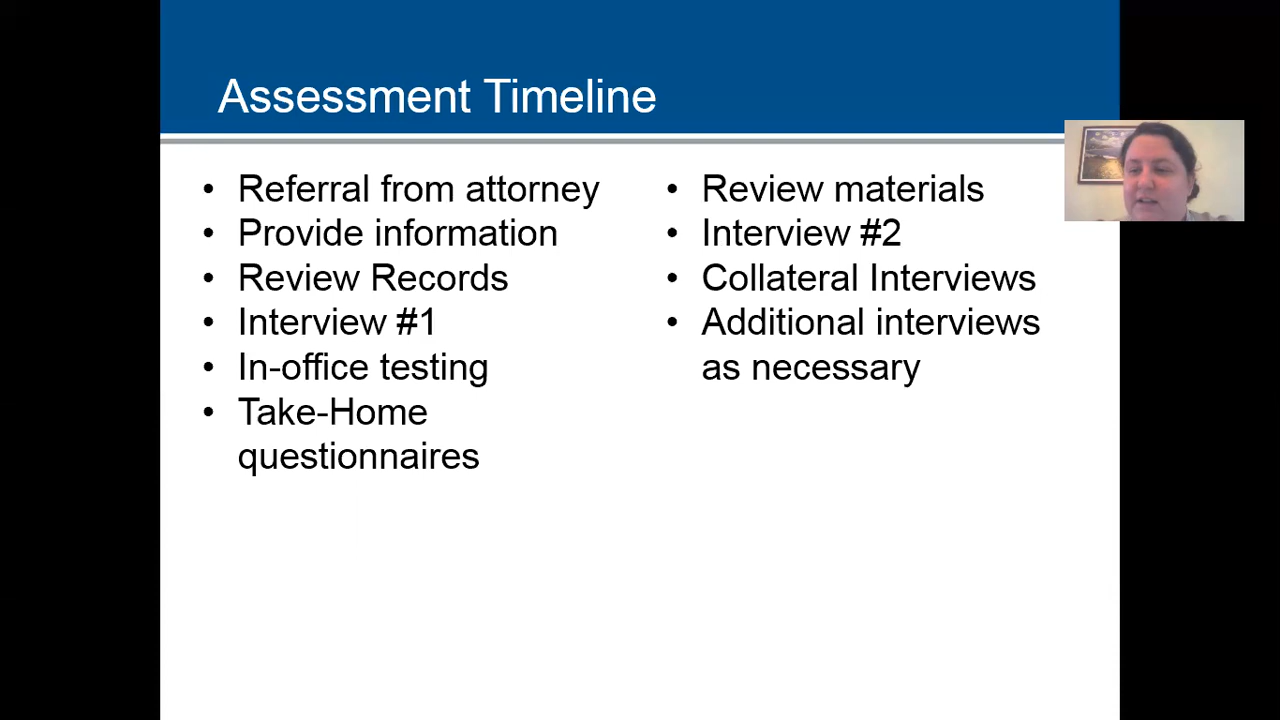 Assessment Timeline
• Referral from attorney
• Provide information
• Review Records
• Interview #1
• In-office testing
• Take-Home
questionnaires
• Review materials
• Interview #2
• Collateral Interviews
• Additional interviews
as necessary